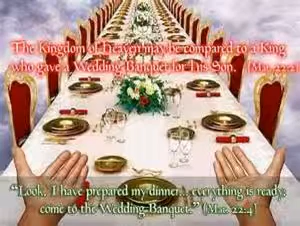 The Kingdom of Heaven may be compared to a King
who gave a Wedding Banquet for His Son. (Mat. 22:2)
"Look, I have prepared my dinner... everything is ready;
come to the Wedding Banquet." (Mat. 22:4)